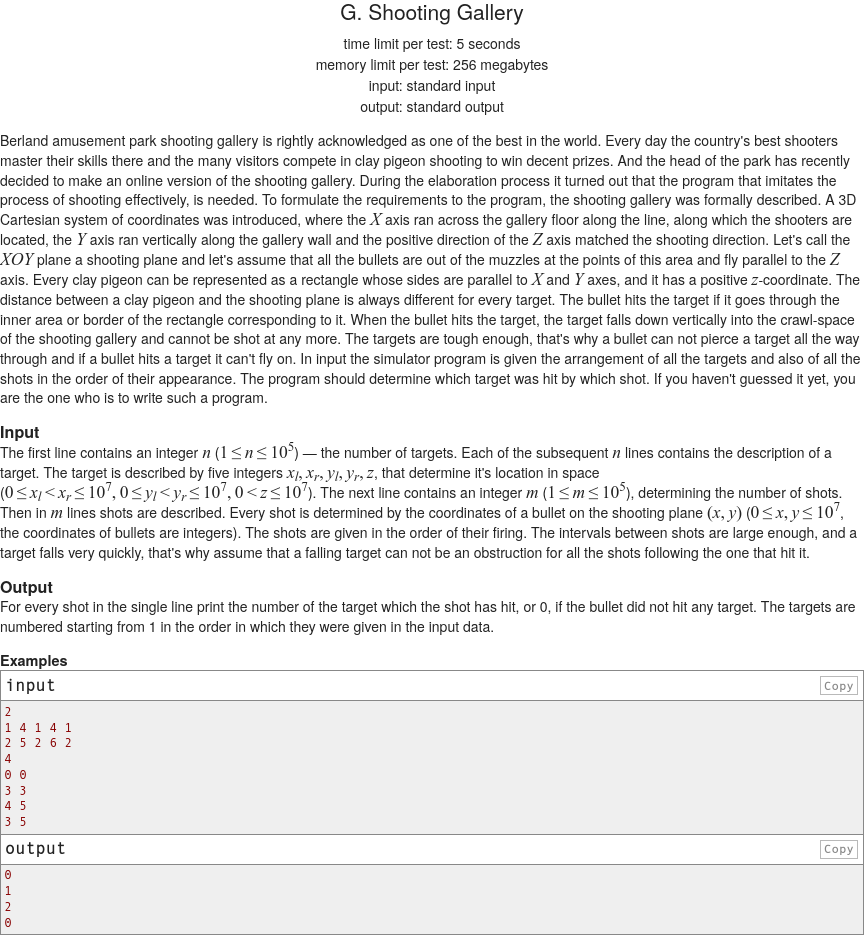 G. Shooting Gallery
time limit per test: 5 seconds
memory limit per test: 256 megabytes
input: standard input
output: standard output
Berland amusement park shooting gallery is rightly acknowledged as one of the best in the world. Every day the country's best shooters
master their skills there and the many visitors compete in clay pigeon shooting to win decent prizes. And the head of the park has recently
decided to make an online version of the shooting gallery. During the elaboration process it turned out that the program that imitates the
process of shooting effectively, is needed. To formulate the requirements to the program, the shooting gallery was formally described. A 3D
Cartesian system of coordinates was introduced, where the X axis ran across the gallery floor along the line, along which the shooters are
located, the Y axis ran vertically along the gallery wall and the positive direction of the Z axis matched the shooting direction. Let's call the
XOY plane a shooting plane and let's assume that all the bullets are out of the muzzles at the points of this area and fly parallel to the Z
axis. Every clay pigeon can be represented as a rectangle whose sides are parallel to X and Y axes, and it has a positive z-coordinate. The
distance between a clay pigeon and the shooting plane is always different for every target. The bullet hits the target if it goes through the
inner area or border of the rectangle corresponding to it. When the bullet hits the target, the target falls down vertically into the crawl-space
of the shooting gallery and cannot be shot at any more. The targets are tough enough, that's why a bullet can not pierce a target all the way
through and if a bullet hits a target it can't fly on. In input the simulator program is given the arrangement of all the targets and also of all the
shots in the order of their appearance. The program should determine which target was hit by which shot. If you haven't guessed it yet, you
are the one who is to write such a program.
Input
The first line contains an integer n (1 ≤ n ≤ 10^5) — the number of targets. Each of the subsequent n lines contains the description of a
target. The target is described by five integers x_l, x_r, y_l, y_r, z, that determine it's location in space
(0 ≤ x_l < x_r ≤ 10^7, 0 ≤ y_l < y_r ≤ 10^7, 0 < z ≤ 10^7). The next line contains an integer m (1 ≤ m ≤ 10^5), determining the number of shots.
Then in m lines shots are described. Every shot is determined by the coordinates of a bullet on the shooting plane (x, y) (0 ≤ x, y ≤ 10^7,
the coordinates of bullets are integers). The shots are given in the order of their firing. The intervals between shots are large enough, and a
target falls very quickly, that's why assume that a falling target can not be an obstruction for all the shots following the one that hit it.
Output
For every shot in the single line print the number of the target which the shot has hit, or 0, if the bullet did not hit any target. The targets are
numbered starting from 1 in the order in which they were given in the input data.
Examples
input Copy
2
1 4 1 4 1
2 5 2 6 2
4
0 0
3 3
4 5
3 5
output Copy
0
1
2
0